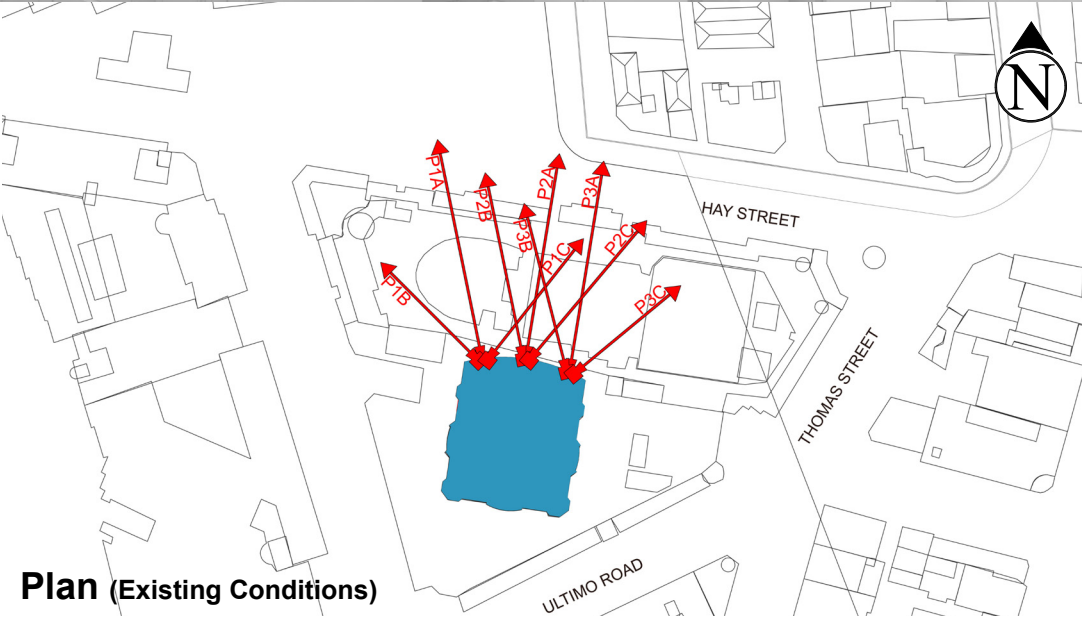 N
P1A
P2B
P2A
P3A
P3B
P1C
P2C
P1B
P3C
HAY STREET
THOMAS STREET
ULTIMO ROAD
Plan (Existing Conditions)